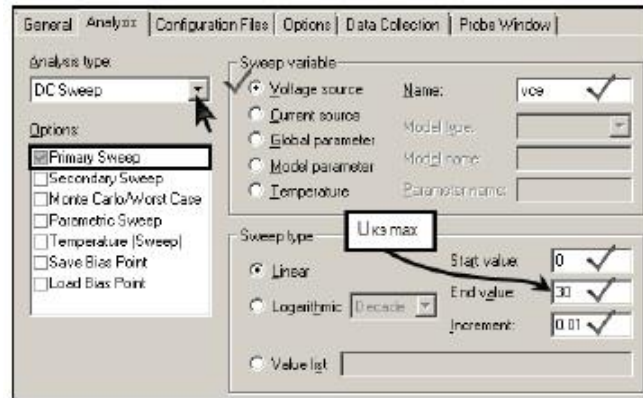 General Analysis Configuration Files Options Data Collection Probe Window
Analysis type:
DC Sweep
Options:
Primary Sweep
Secondary Sweep
Monte Carlo/Worst Case
Parametric Sweep
Temperature (Sweep)
Save Bias Point
Load Bias Point
Sweep variable
Voltage source
Current source
Global parameter
Model parameter
Temperature
Name: vce
Model type:
Model name:
Parameter name:
Sweep type
Linear
Logarithmic Decade
Value list
Uкэ max
Start value: 0
End value: 30
Increment: 0.01